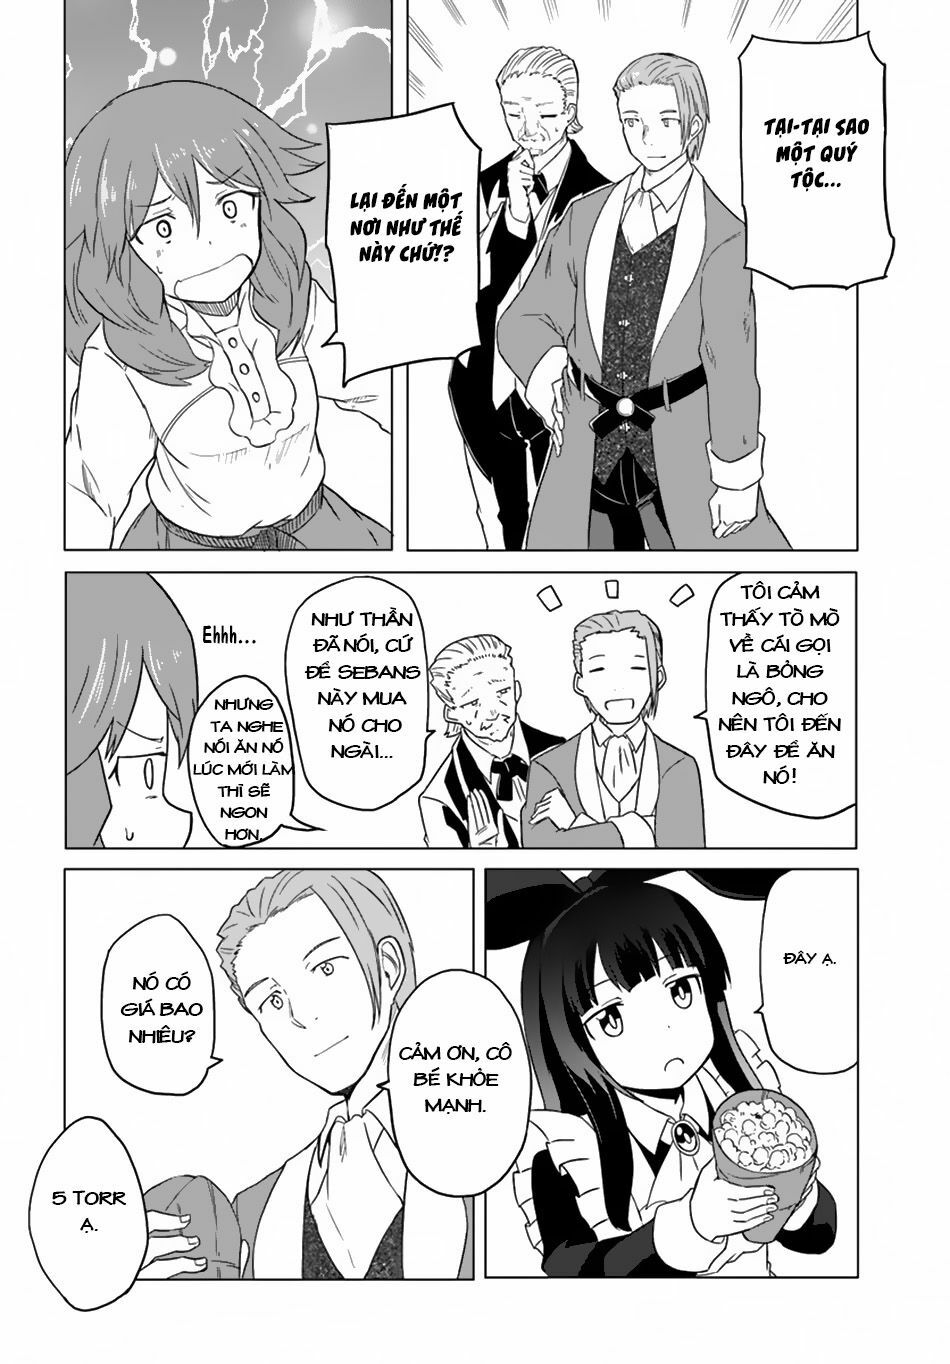 TẠI-TẠI SAO
MỘT QUÝ
TỘC...
LẠI ĐẾN MỘT
NƠI NHƯ THẾ
NÀY CHỨ!?
TÔI CẢM
THẤY TÒ MÒ
VỀ CÁI GỌI
LÀ BỎNG
NGÔ, CHO
NÊN TÔI ĐẾN
ĐÂY ĐỂ ĂN
NÓ!
NHƯ THẦN
ĐÃ NÓI, CỨ
ĐỂ SEBANS
NÀY MUA
NÓ CHO
NGÀI...
NHƯNG
TA NGHE
NÓI ĂN NÓ
LÚC MỚI LÀM
THÌ SẼ
NGON
HƠN.
Ehhh...
ĐÂY Ạ.
CẢM ƠN, CÔ
BÉ KHỎE
MẠNH.
NÓ CÓ
GIÁ BAO
NHIÊU?
5 TORR
Ạ.